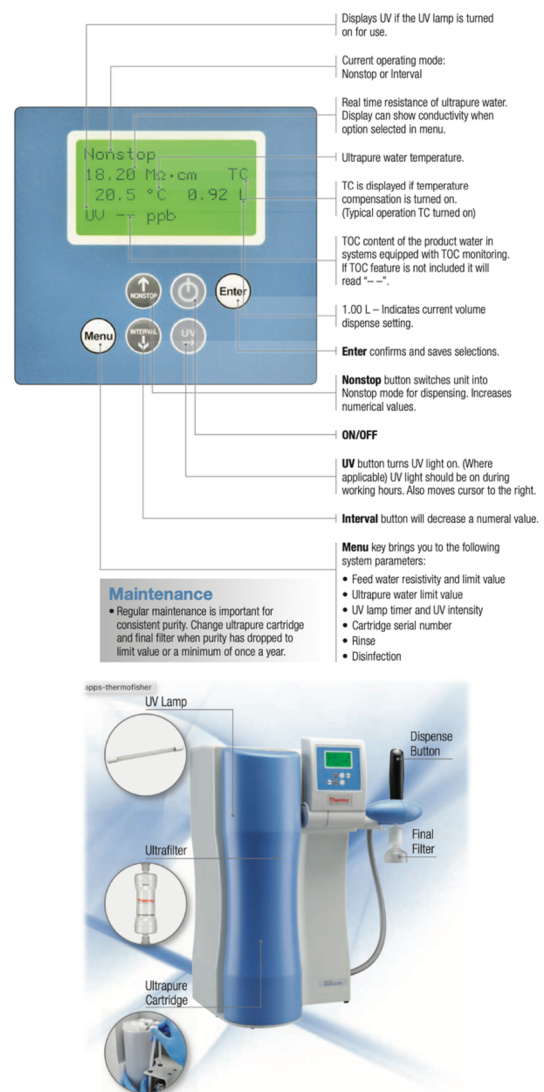 Displays UV if the UV lamp is turned
on for use.
Current operating mode:
Nonstop or Interval
Real time resistance of ultrapure water.
Display can show conductivity when
option selected in menu.
Ultrapure water temperature.
TC is displayed if temperature
compensation is turned on.
(Typical operation TC turned on)
TOC content of the product water in
systems equipped with TOC monitoring.
If TOC feature is not included it will
read “– –”.
1.00 L – Indicates current volume
dispense setting.
Enter confirms and saves selections.
Nonstop button switches unit into
Nonstop mode for dispensing. Increases
numerical values.
ON/OFF
UV button turns UV light on. (Where
applicable) UV light should be on during
working hours. Also moves cursor to the right.
Interval button will decrease a numeral value.
Menu key brings you to the following
system parameters:
• Feed water resistivity and limit value
• Ultrapure water limit value
• UV lamp timer and UV intensity
• Cartridge serial number
• Rinse
• Disinfection
Nonstop
18.20 MΩ·cm TC
20.5 °C 0.92 L
UV -- ppb
NONSTOP
Enter
Menu
INTERVAL
UV
Maintenance
• Regular maintenance is important for
consistent purity. Change ultrapure cartridge
and final filter when purity has dropped to
limit value or a minimum of once a year.
apps-thermofisher
UV Lamp
Dispense
Button
Final
Filter
Ultrafilter
Thermo
Thermo
Ultrapure
Cartridge